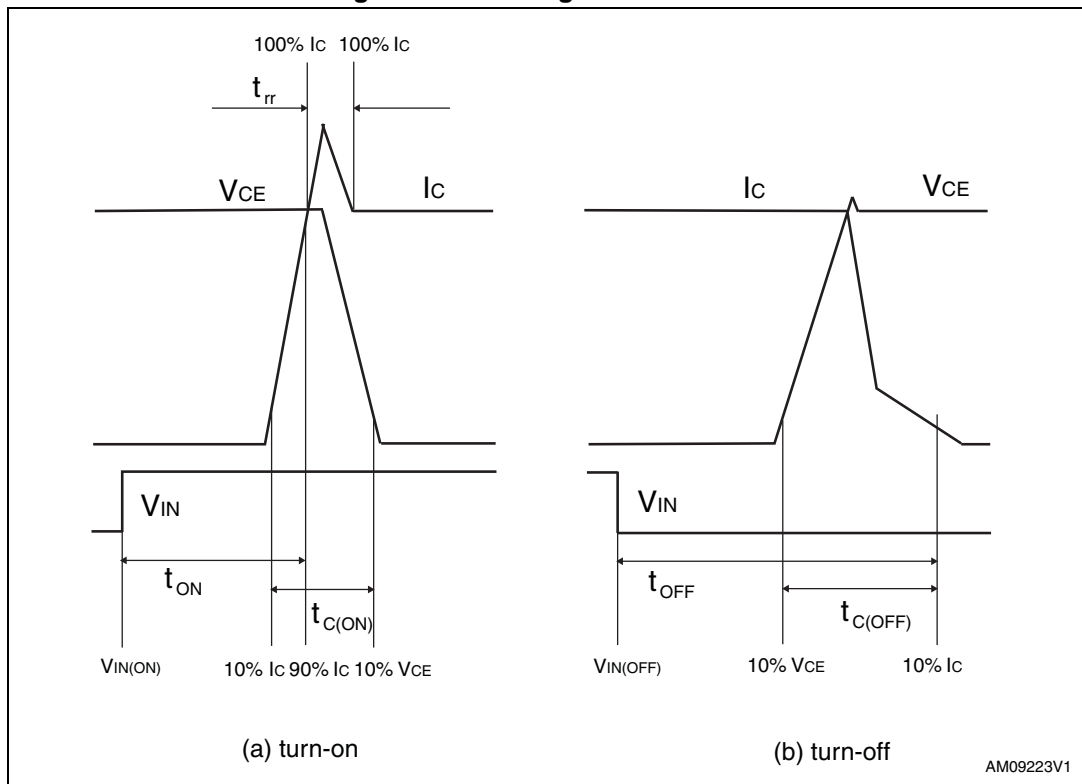 100% IC 100% IC
trr
VCE IC
VIN
tON
tC(ON)
VIN(ON) 10% IC 90% IC 10% VCE
(a) turn-on
IC VCE
VIN
tOFF
tC(OFF)
VIN(OFF) 10% VCE 10% IC
(b) turn-off
AM09223V1